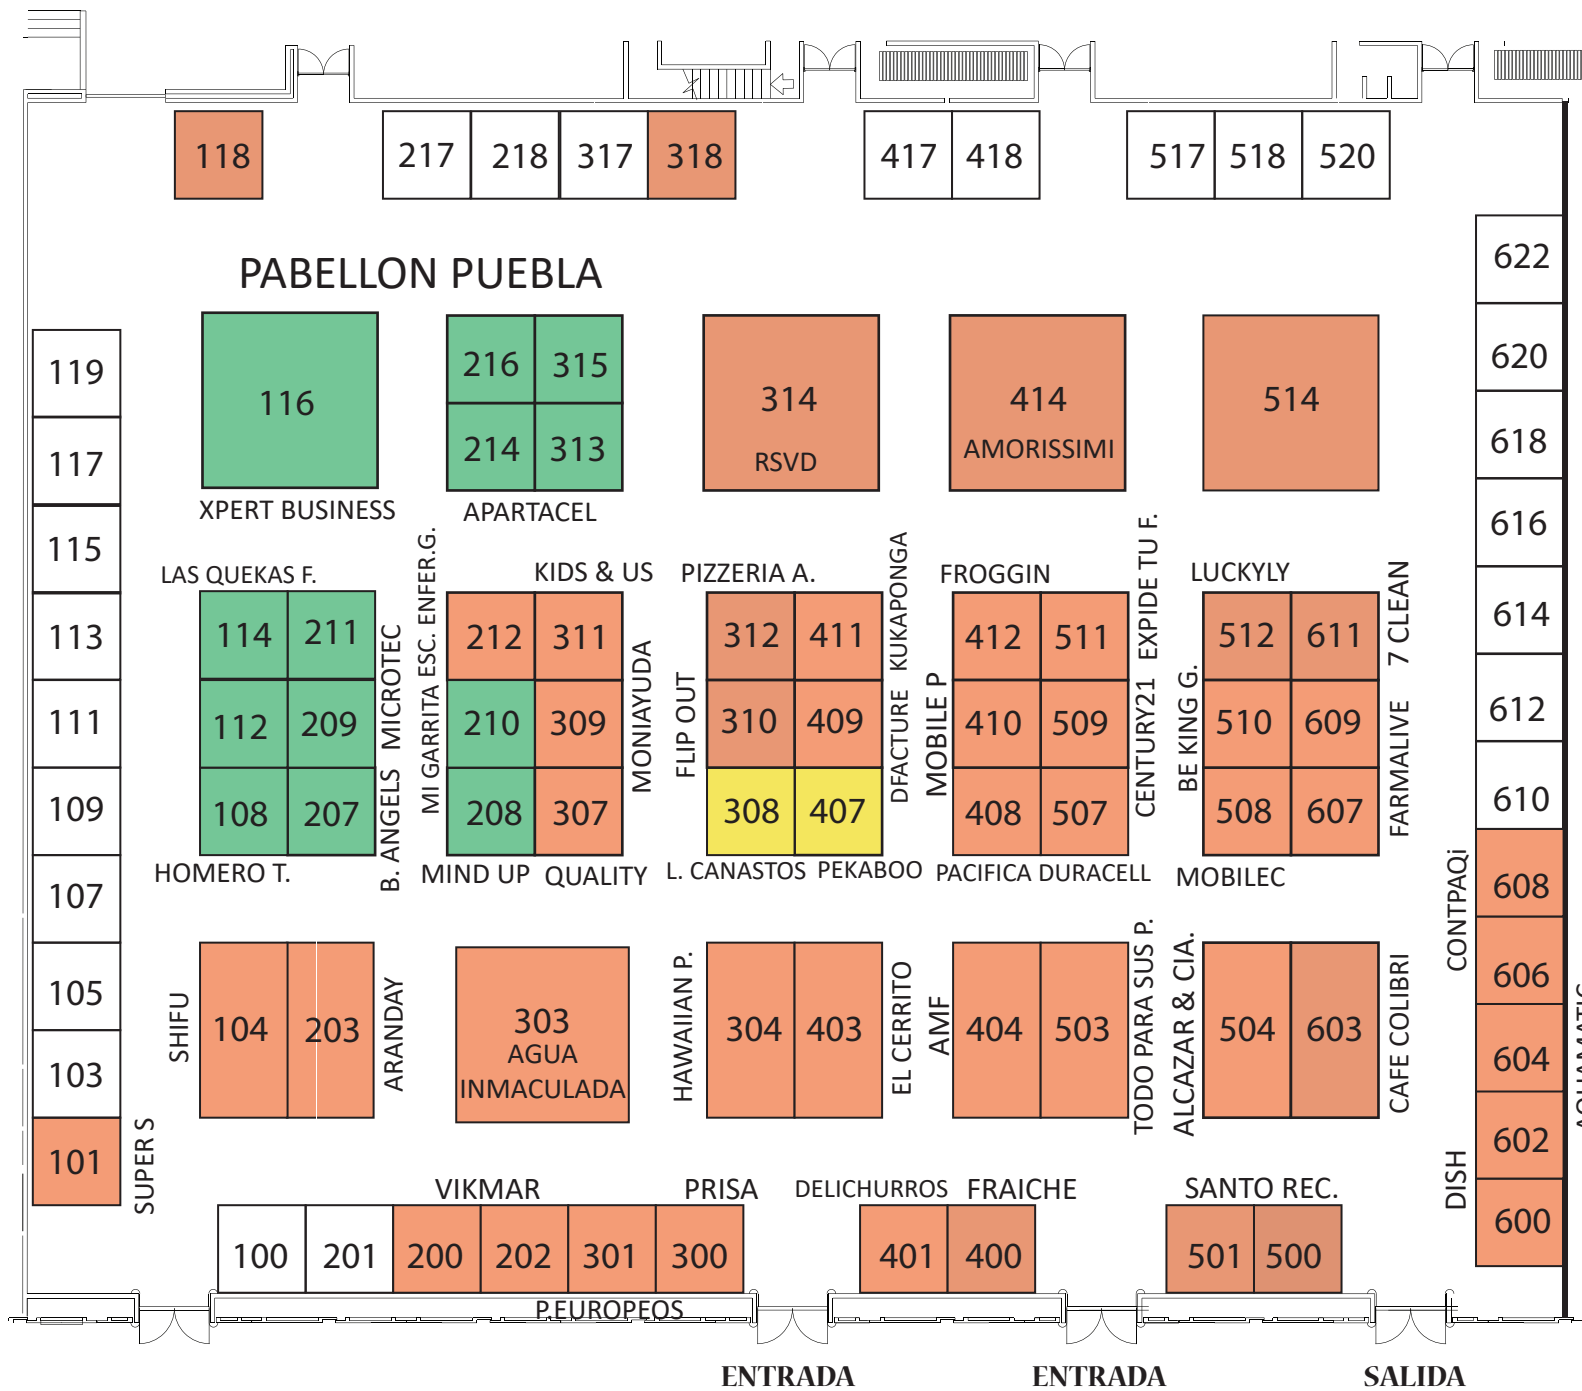 118
217 218 317 318
417 418
517 518 520
622
PABELLON PUEBLA
620
618
616
614
612
610
608
606
604
602
600
CONTPAQi
DISH
AQUAMATIC
119
117
115
113
111
109
107
105
103
101
SUPER S
116
XPERT BUSINESS
216 315
214 313
APARTACEL
314
RSVD
414
AMORISSIMI
514
LAS QUEKAS F.
114 211
112 209
108 207
HOMERO T.
B. ANGELS MICROTEC
MI GARRITA ESC. ENFER.G.
KIDS & US
212 311
210 309
208 307
MONIAYUDA
MIND UP QUALITY
PIZZERIA A.
FLIP OUT
312 411
310 409
308 407
DFACTURE KUKAPONGA
L. CANASTOS PEKABOO
FROGGIN
MOBILE P
412 511
410 509
408 507
CENTURY21 EXPIDE TU F.
PACIFICA DURACELL
LUCKYLY
BE KING G.
512 611
510 609
508 607
FARMALIVE 7 CLEAN
MOBILEC
SHIFU
104 203
ARANDAY
303
AGUA
INMACULADA
HAWAIIAN P.
304 403
EL CERRITO
AMF
404 503
TODO PARA SUS P.
ALCAZAR & CIA.
504 603
CAFE COLIBRI
VIKMAR PRISA
100 201 200 202 301 300
P.EUROPEOS
DELICHURROS FRAICHE
401 400
SANTO REC.
501 500
ENTRADA ENTRADA SALIDA